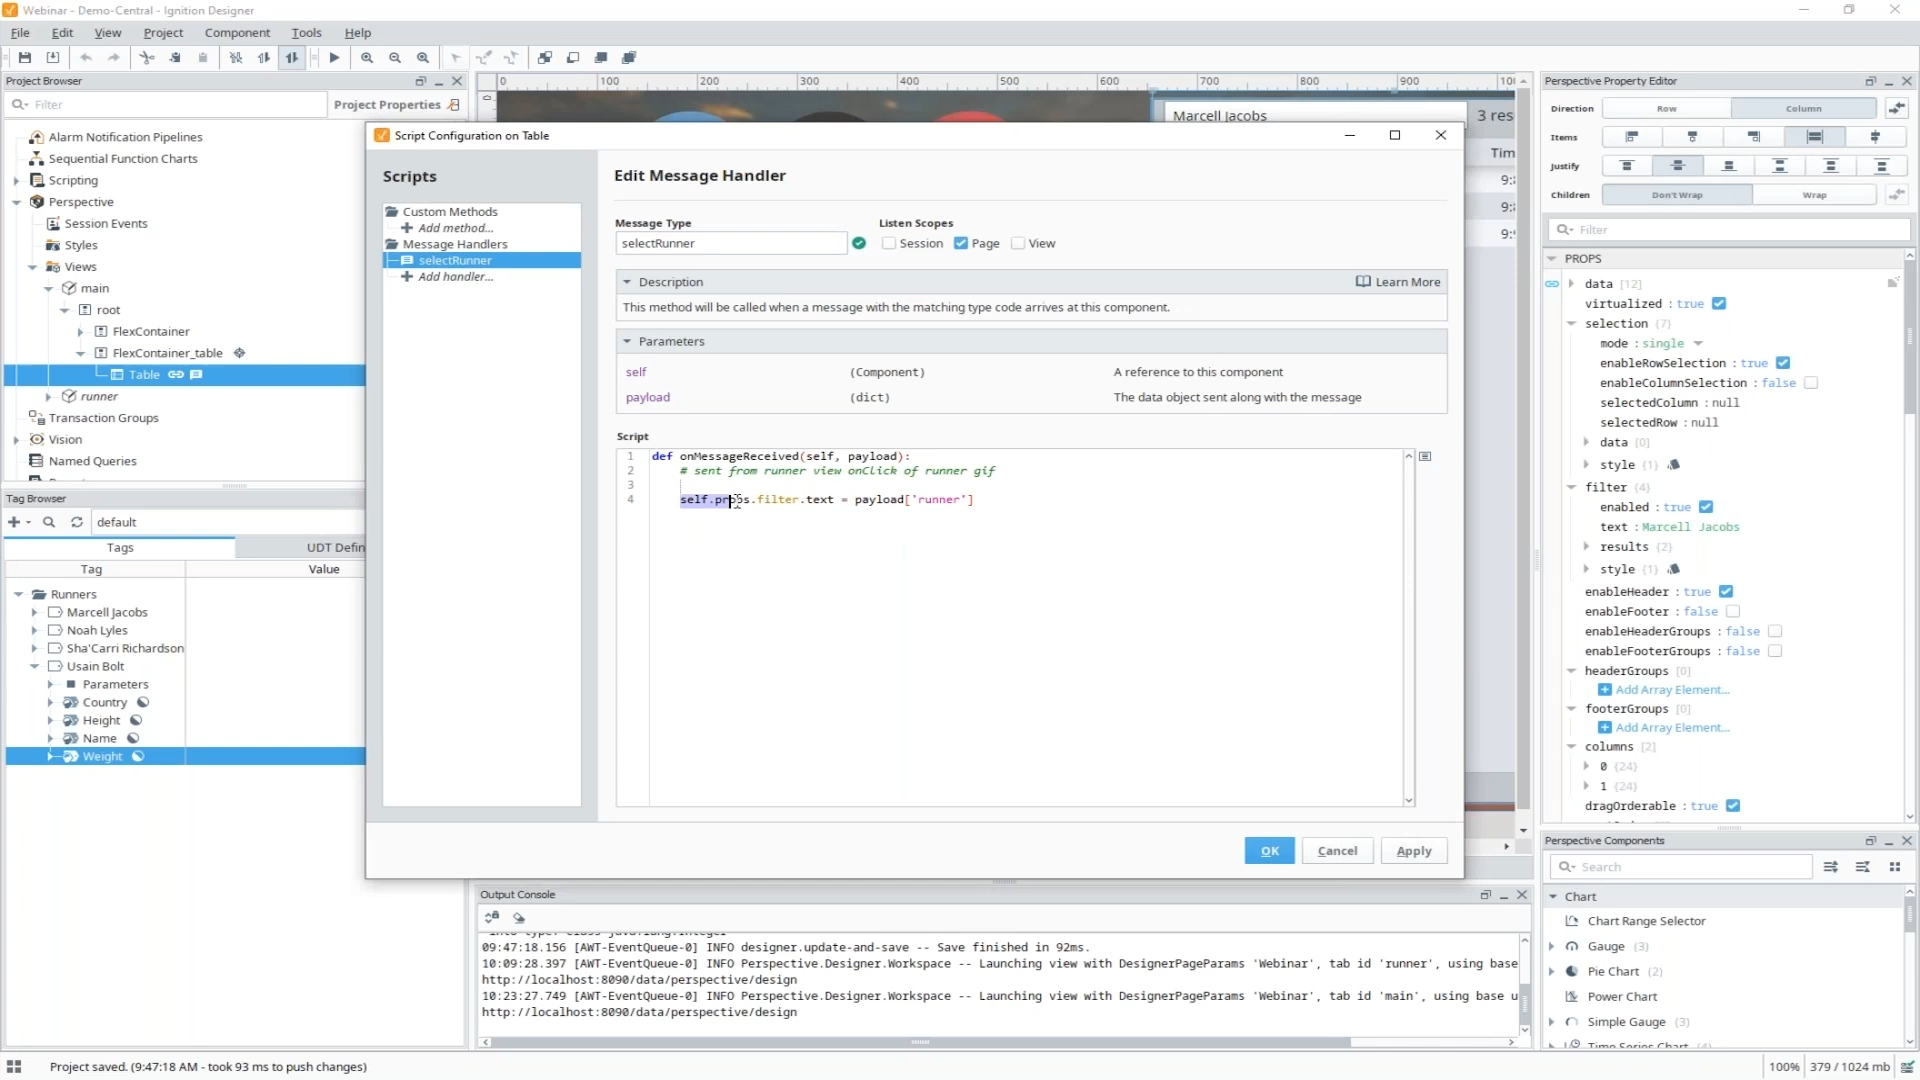 Webinar - Demo-Central - Ignition Designer
File Edit View Project Component Tools Help
Project Browser
Filter
Project Properties
Alarm Notification Pipelines
Sequential Function Charts
Scripting
Perspective
Session Events
Styles
Views
main
root
FlexContainer
FlexContainer_table
Table
runner
Transaction Groups
Vision
Named Queries
Tag Browser
default
Tags UDT Defin
Tag Value
Runners
Marcell Jacobs
Noah Lyles
Sha'Carri Richardson
Usain Bolt
Parameters
Country
Height
Name
Weight
0 100 200 300 400 500 600 700 800 900
Marcell Jacobs
3 res
Tim
9:
9:
9:
Script Configuration on Table
Scripts
Custom Methods
Add method...
Message Handlers
selectRunner
Add handler...
Edit Message Handler
Message Type Listen Scopes
selectRunner Session Page View
Description Learn More
This method will be called when a message with the matching type code arrives at this component.
Parameters
self (Component) A reference to this component
payload (dict) The data object sent along with the message
Script
1 def onMessageReceived(self, payload):
2 # sent from runner view onClick of runner gif
3
4 self.props.filter.text = payload['runner']
OK Cancel Apply
Output Console
09:47:18.156 [AWT-EventQueue-0] INFO designer.update-and-save -- Save finished in 92ms.
10:09:28.397 [AWT-EventQueue-0] INFO Perspective.Designer.Workspace -- Launching view with DesignerPageParams 'Webinar', tab id 'runner', using base
http://localhost:8090/data/perspective/design
10:23:27.749 [AWT-EventQueue-0] INFO Perspective.Designer.Workspace -- Launching view with DesignerPageParams 'Webinar', tab id 'main', using base u
http://localhost:8090/data/perspective/design
Perspective Property Editor
Direction Row Column
Items
Justify
Children Don't Wrap Wrap
Filter
PROPS
data [12]
virtualized : true
selection {7}
mode : single
enableRowSelection : true
enableColumnSelection : false
selectedColumn : null
selectedRow : null
data [0]
style {1}
filter {4}
enabled : true
text : Marcell Jacobs
results {2}
style {1}
enableHeader : true
enableFooter : false
enableHeaderGroups : false
enableFooterGroups : false
headerGroups [0]
Add Array Element...
footerGroups [0]
Add Array Element...
columns [2]
0 {24}
1 {24}
dragOrderable : true
Perspective Components
Search
Chart
Chart Range Selector
Gauge (3)
Pie Chart (2)
Power Chart
Simple Gauge (3)
Time Series Chart
Project saved. (9:47:18 AM - took 93 ms to push changes)
100% 379 / 1024 mb